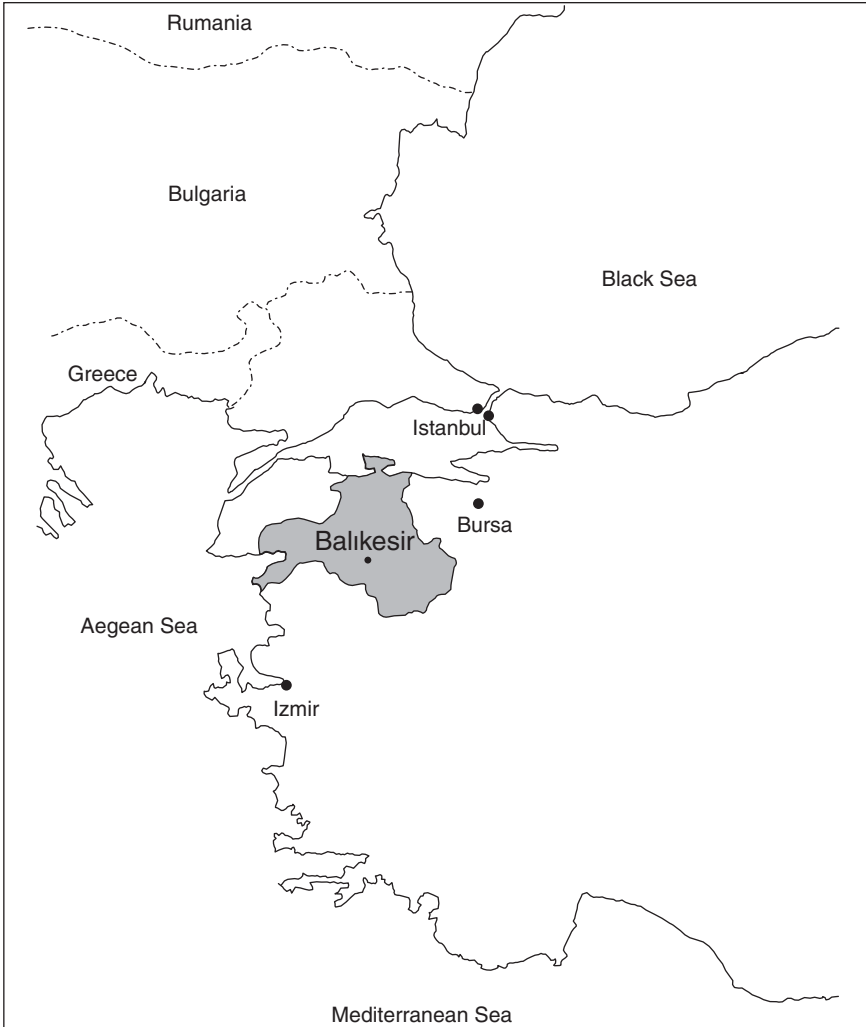 Rumania
Bulgaria
Black Sea
Greece
Istanbul
Bursa
Balıkesir
Aegean Sea
Izmir
Mediterranean Sea